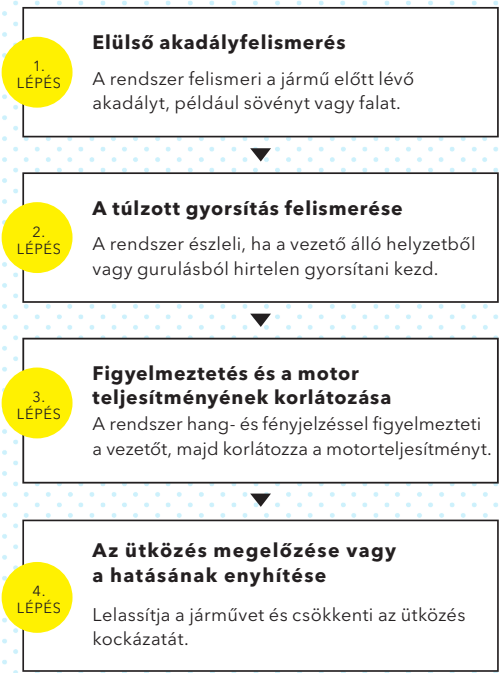 1.
LÉPÉS
Elülső akadályfelismerés
A rendszer felismeri a jármű előtt lévő
akadályt, például sövényt vagy falat.
2.
LÉPÉS
A túlzott gyorsítás felismerése
A rendszer észleli, ha a vezető álló helyzetből
vagy gurulásból hirtelen gyorsítani kezd.
3.
LÉPÉS
Figyelmeztetés és a motor
teljesítményének korlátozása
A rendszer hang- és fényjelzéssel figyelmezteti
a vezetőt, majd korlátozza a motorteljesítményt.
4.
LÉPÉS
Az ütközés megelőzése vagy
a hatásának enyhítése
Lelassítja a járművet és csökkenti az ütközés
kockázatát.